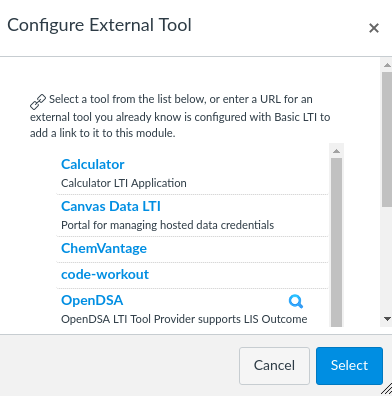 Configure External Tool
×
Select a tool from the list below, or enter a URL for an
external tool you already know is configured with Basic LTI to
add a link to it to this module.
Calculator
Calculator LTI Application
Canvas Data LTI
Portal for managing hosted data credentials
ChemVantage
code-workout
OpenDSA
OpenDSA LTI Tool Provider supports LIS Outcome
Cancel Select